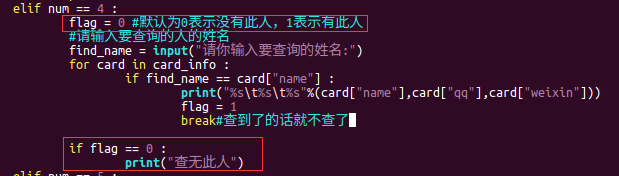 elif num == 4 :
flag = 0 #默认为0表示没有此人，1表示有此人
#请输入要查询的人的姓名
find_name = input("请你输入要查询的姓名:")
for card in card_info :
if find_name == card["name"] :
print("%s\t%s\t%s"%(card["name"],card["qq"],card["weixin"]))
flag = 1
break#查到了的话就不查了
if flag == 0 :
print("查无此人")
elif num == 5 :